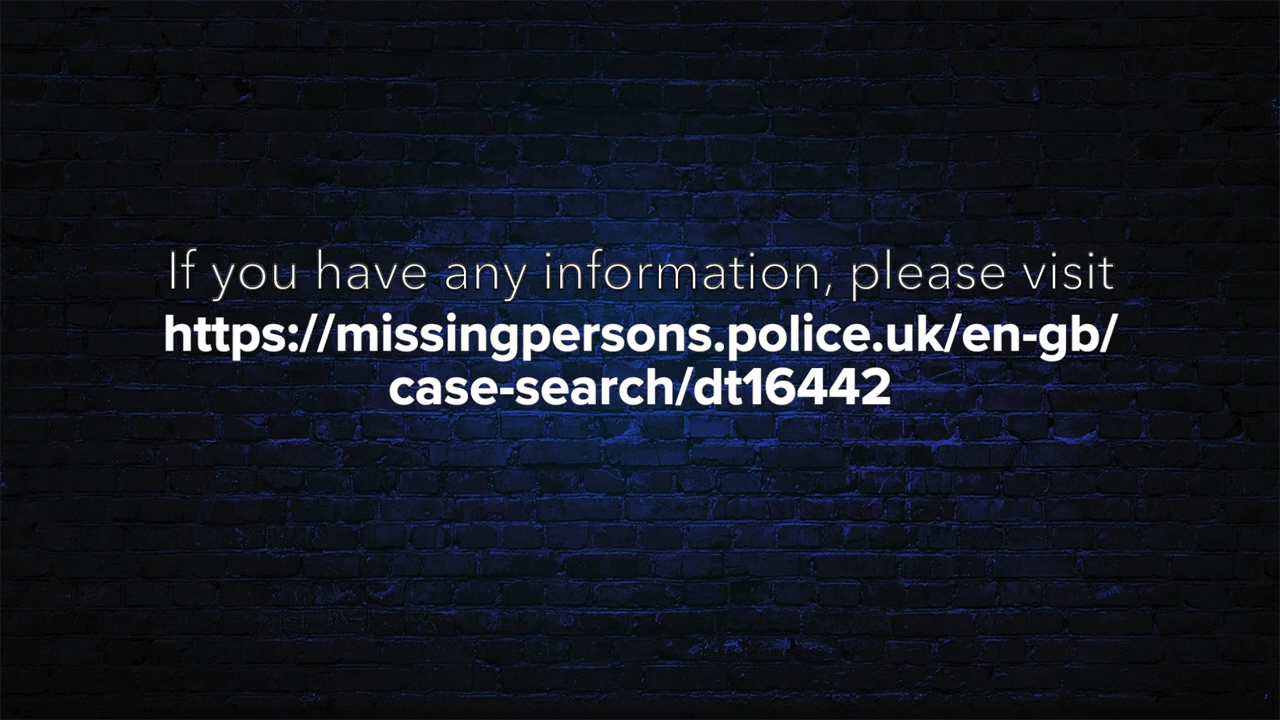 If you have any information, please visit
https://missingpersons.police.uk/en-gb/
case-search/dt16442